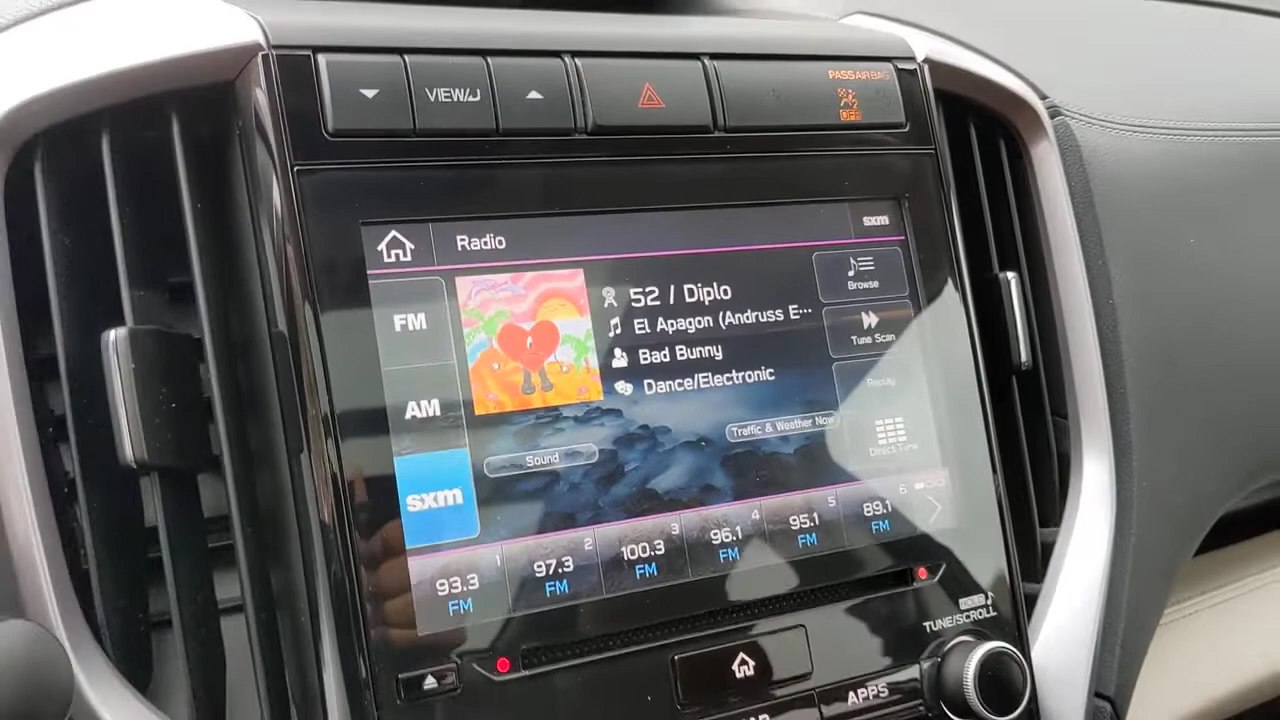 VIEW/
PASS AIR BAG
OFF
Radio
sxm
FM
AM
sxm
52 / Diplo
El Apagon (Andruss E...
Bad Bunny
Dance/Electronic
Browse
Tune Scan
Replay
Direct Tune
Traffic & Weather Now
Sound
1
93.3
FM
2
97.3
FM
3
100.3
FM
4
96.1
FM
5
95.1
FM
6
89.1
FM
HOLD
TUNE/SCROLL
APPS